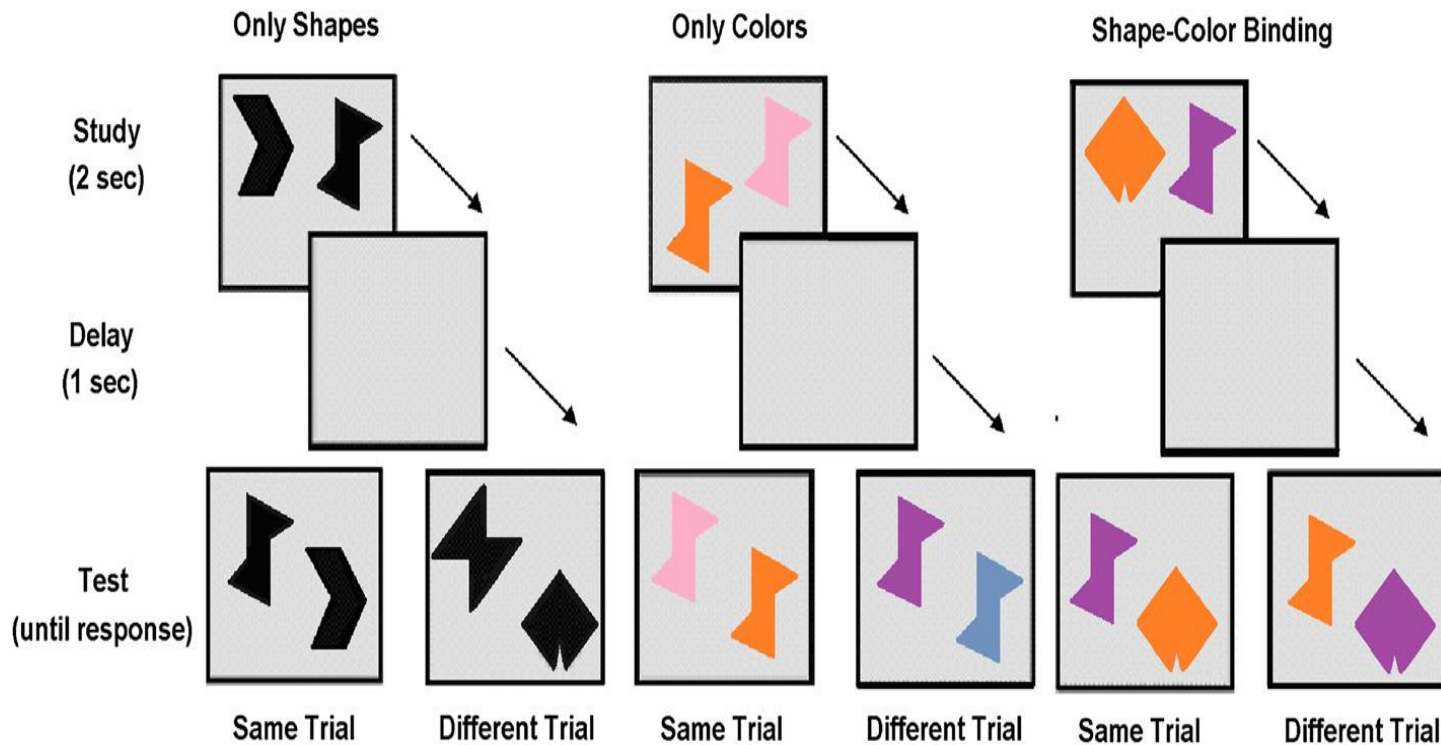 Only Shapes
Only Colors
Shape-Color Binding
Study
(2 sec)
Delay
(1 sec)
Test
(until response)
Same Trial
Different Trial
Same Trial
Different Trial
Same Trial
Different Trial